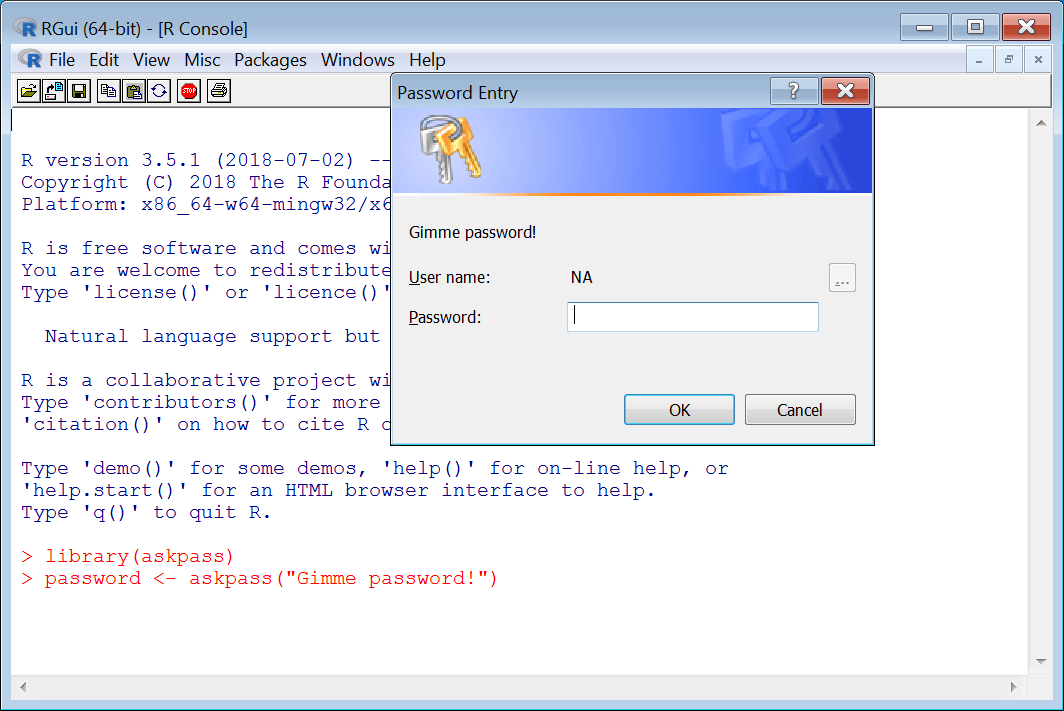 RGui (64-bit) - [R Console]
File Edit View Misc Packages Windows Help
STOP
Password Entry
?
Gimme password!
User name: NA
...
Password:
OK Cancel
R version 3.5.1 (2018-07-02) --
Copyright (C) 2018 The R Founda
Platform: x86_64-w64-mingw32/x6
R is free software and comes wi
You are welcome to redistribute
Type 'license()' or 'licence()'
Natural language support but
R is a collaborative project wi
Type 'contributors()' for more
'citation()' on how to cite R o
Type 'demo()' for some demos, 'help()' for on-line help, or
'help.start()' for an HTML browser interface to help.
Type 'q()' to quit R.
> library(askpass)
> password <- askpass("Gimme password!")